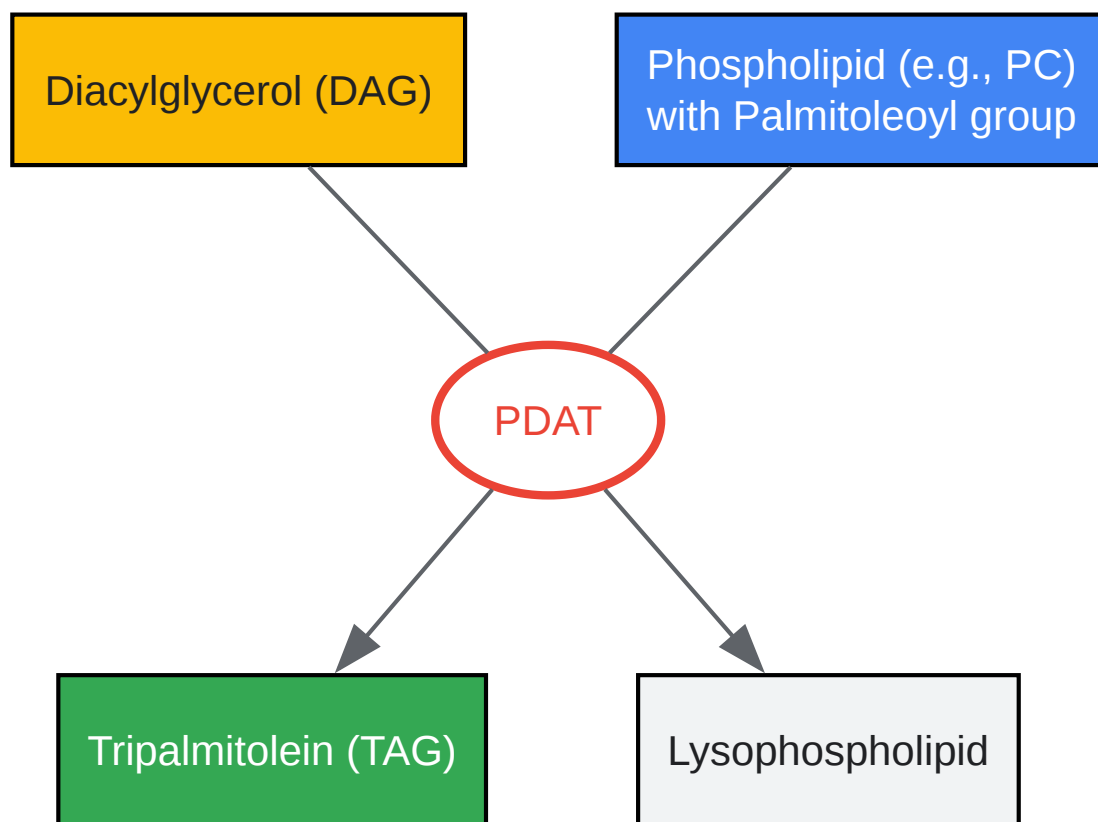 Diacylglycerol (DAG)
Phospholipid (e.g., PC)
with Palmitoleoyl group
PDAT
Tripalmitolein (TAG)
Lysophospholipid